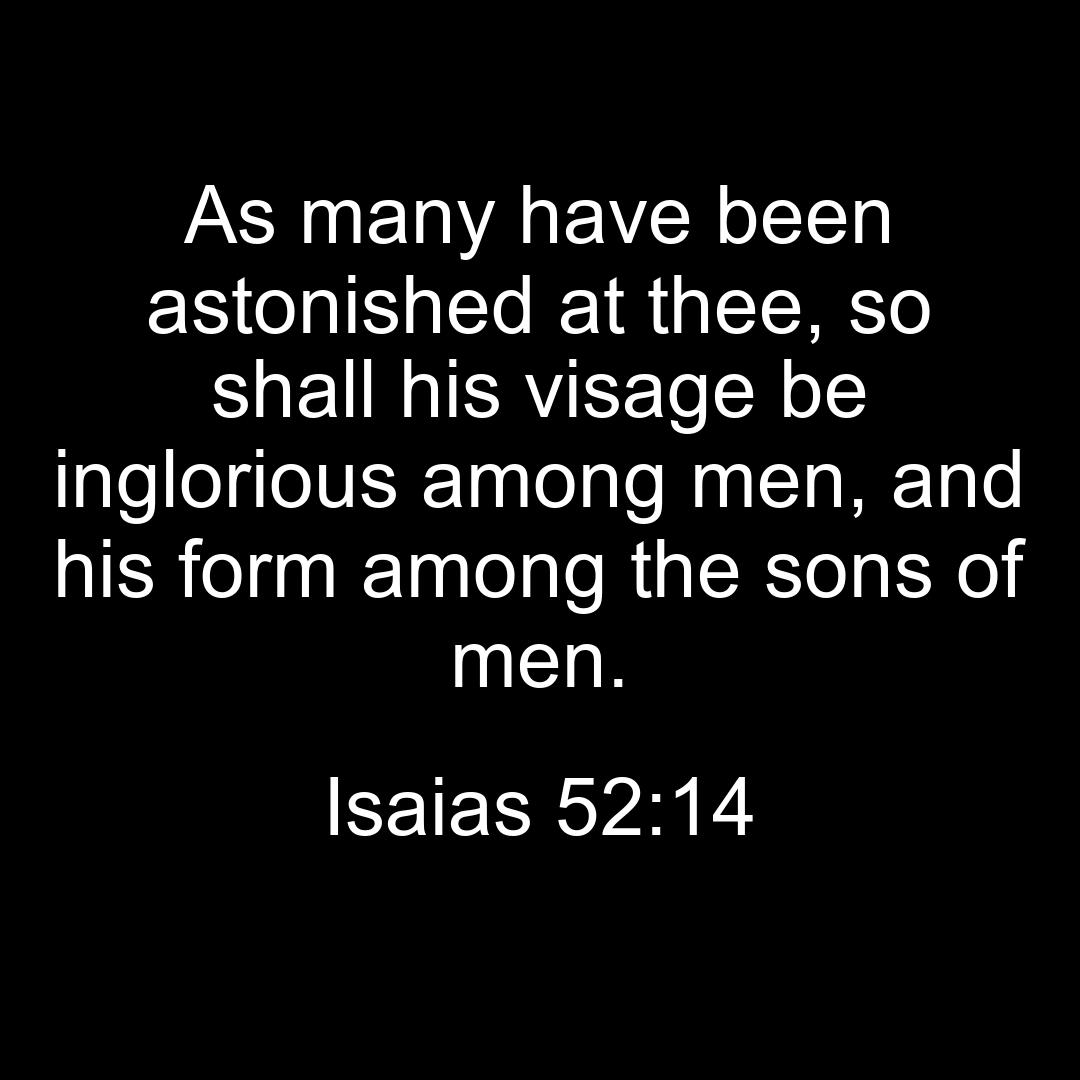 As many have been
astonished at thee, so
shall his visage be
inglorious among men, and
his form among the sons of
men.
Isaias 52:14